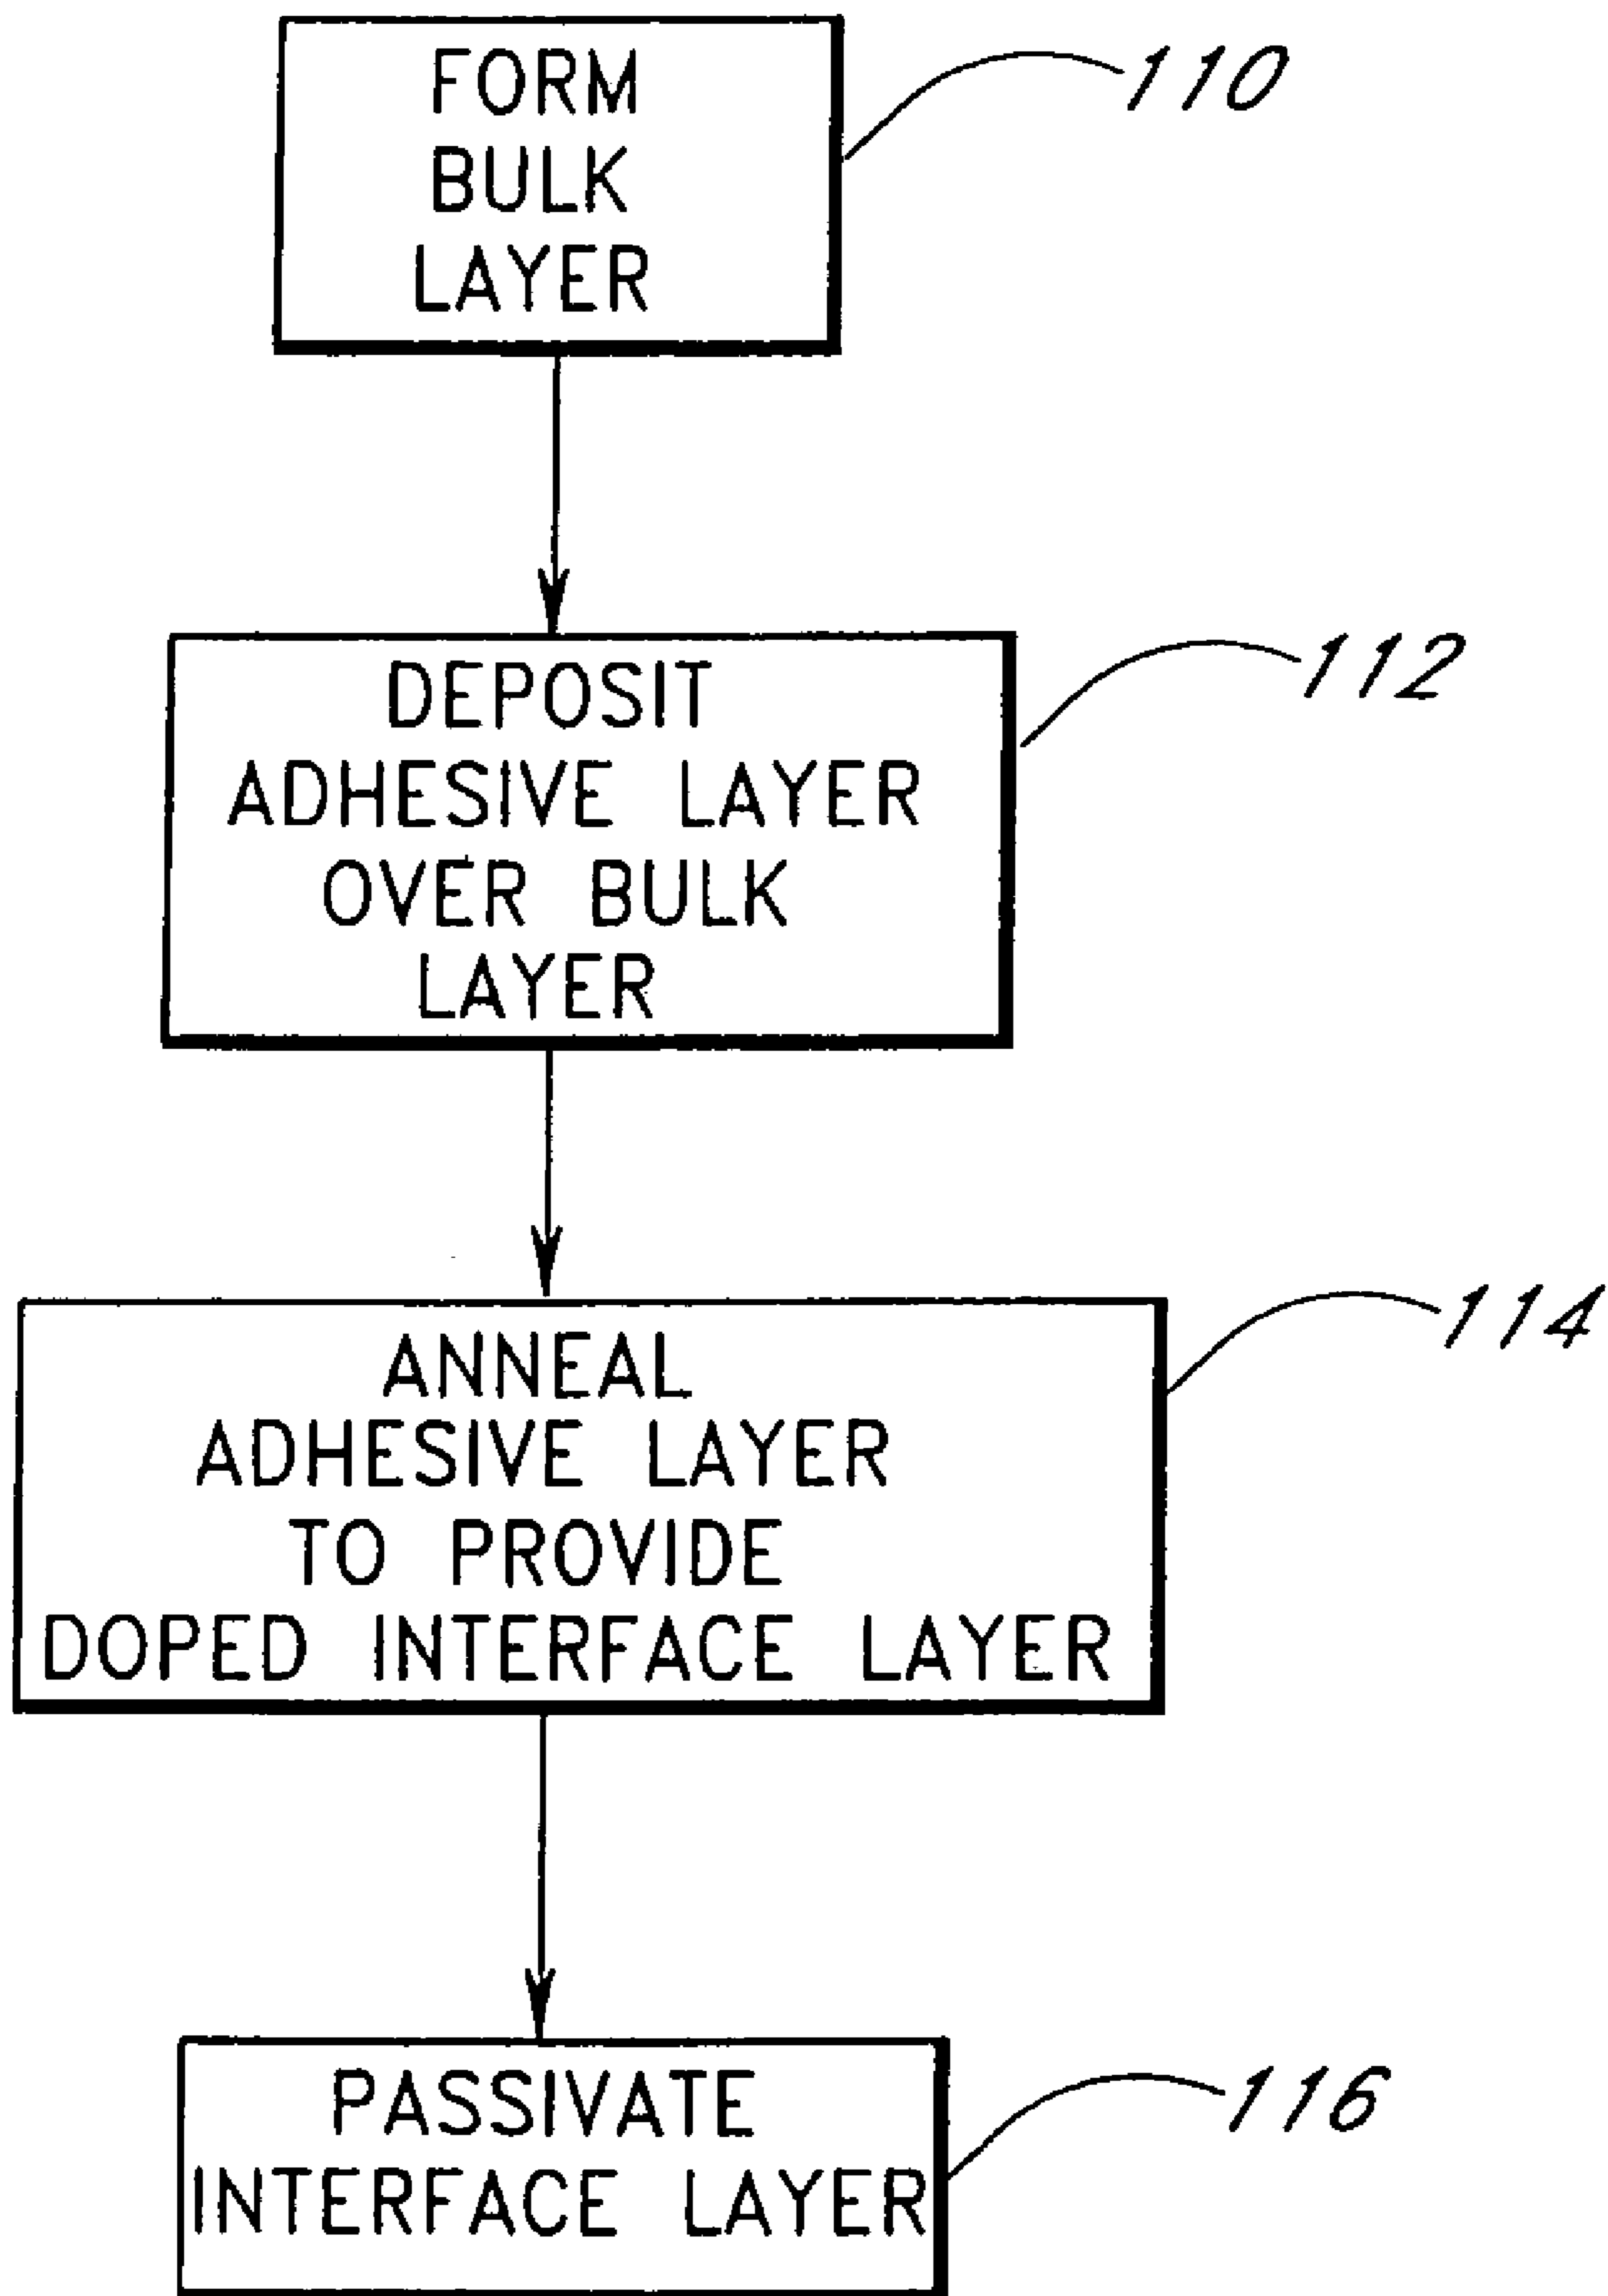 FORM
BULK
LAYER
110
DEPOSIT
ADHESIVE LAYER
OVER BULK
LAYER
112
ANNEAL
ADHESIVE LAYER
TO PROVIDE
DOPED INTERFACE LAYER
114
PASSIVATE
INTERFACE LAYER
116